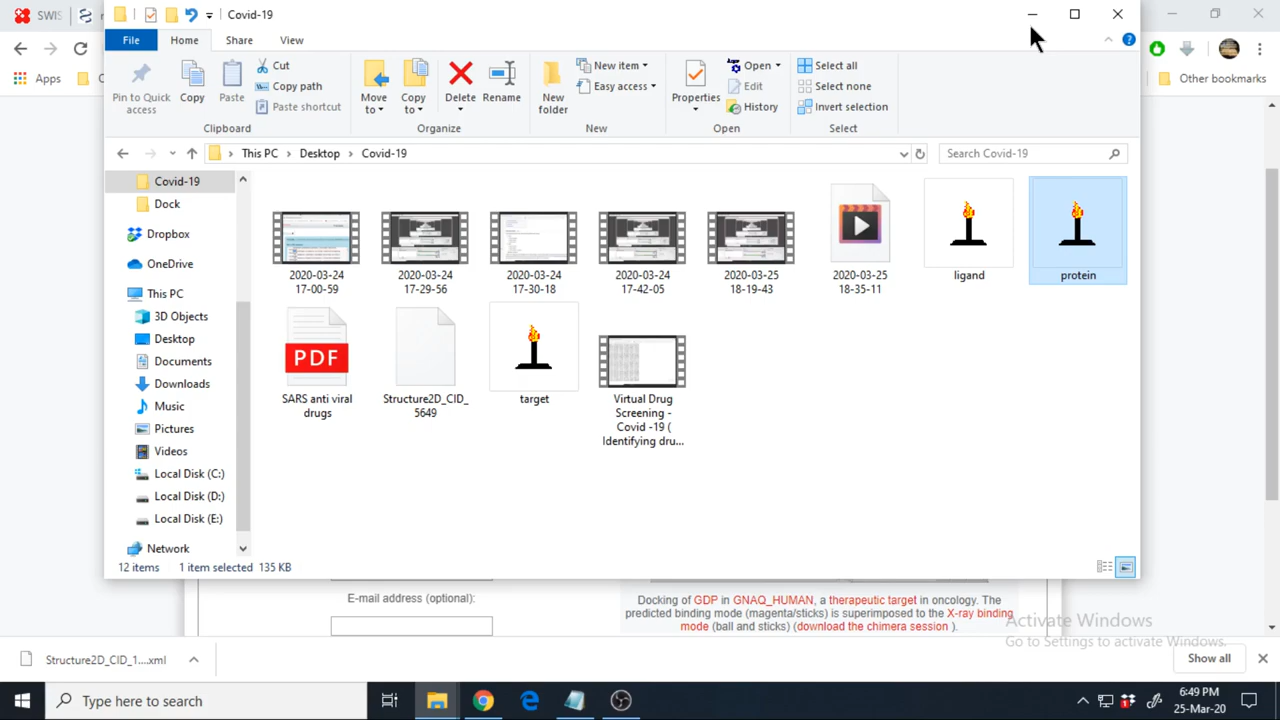 SWIS
Covid-19
File
Home
Share
View
Apps
Other bookmarks
Pin to Quick
access
Copy
Paste
Cut
Copy path
Paste shortcut
Move
to
Copy
to
Delete
Rename
New
folder
New item
Easy access
Properties
Open
Edit
History
Select all
Select none
Invert selection
Clipboard
Organize
New
Open
Select
This PC
Desktop
Covid-19
Search Covid-19
Covid-19
Dock
Dropbox
OneDrive
This PC
3D Objects
Desktop
Documents
Downloads
Music
Pictures
Videos
Local Disk (C:)
Local Disk (D:)
Local Disk (E:)
Network
2020-03-24
17-00-59
2020-03-24
17-29-56
2020-03-24
17-30-18
2020-03-24
17-42-05
2020-03-25
18-19-43
2020-03-25
18-35-11
ligand
protein
PDF
SARS anti viral
drugs
Structure2D_CID_
5649
target
Virtual Drug
Screening -
Covid -19 (
Identifying dru...
12 items
1 item selected 135 KB
E-mail address (optional):
Docking of GDP in GNAQ_HUMAN, a therapeutic target in oncology. The
predicted binding mode (magenta/sticks) is superimposed to the X-ray binding
mode (ball and sticks) (download the chimera session ).
Activate Windows
Go to Settings to activate Windows.
Structure2D_CID_1....xml
Show all
Type here to search
6:49 PM
25-Mar-20